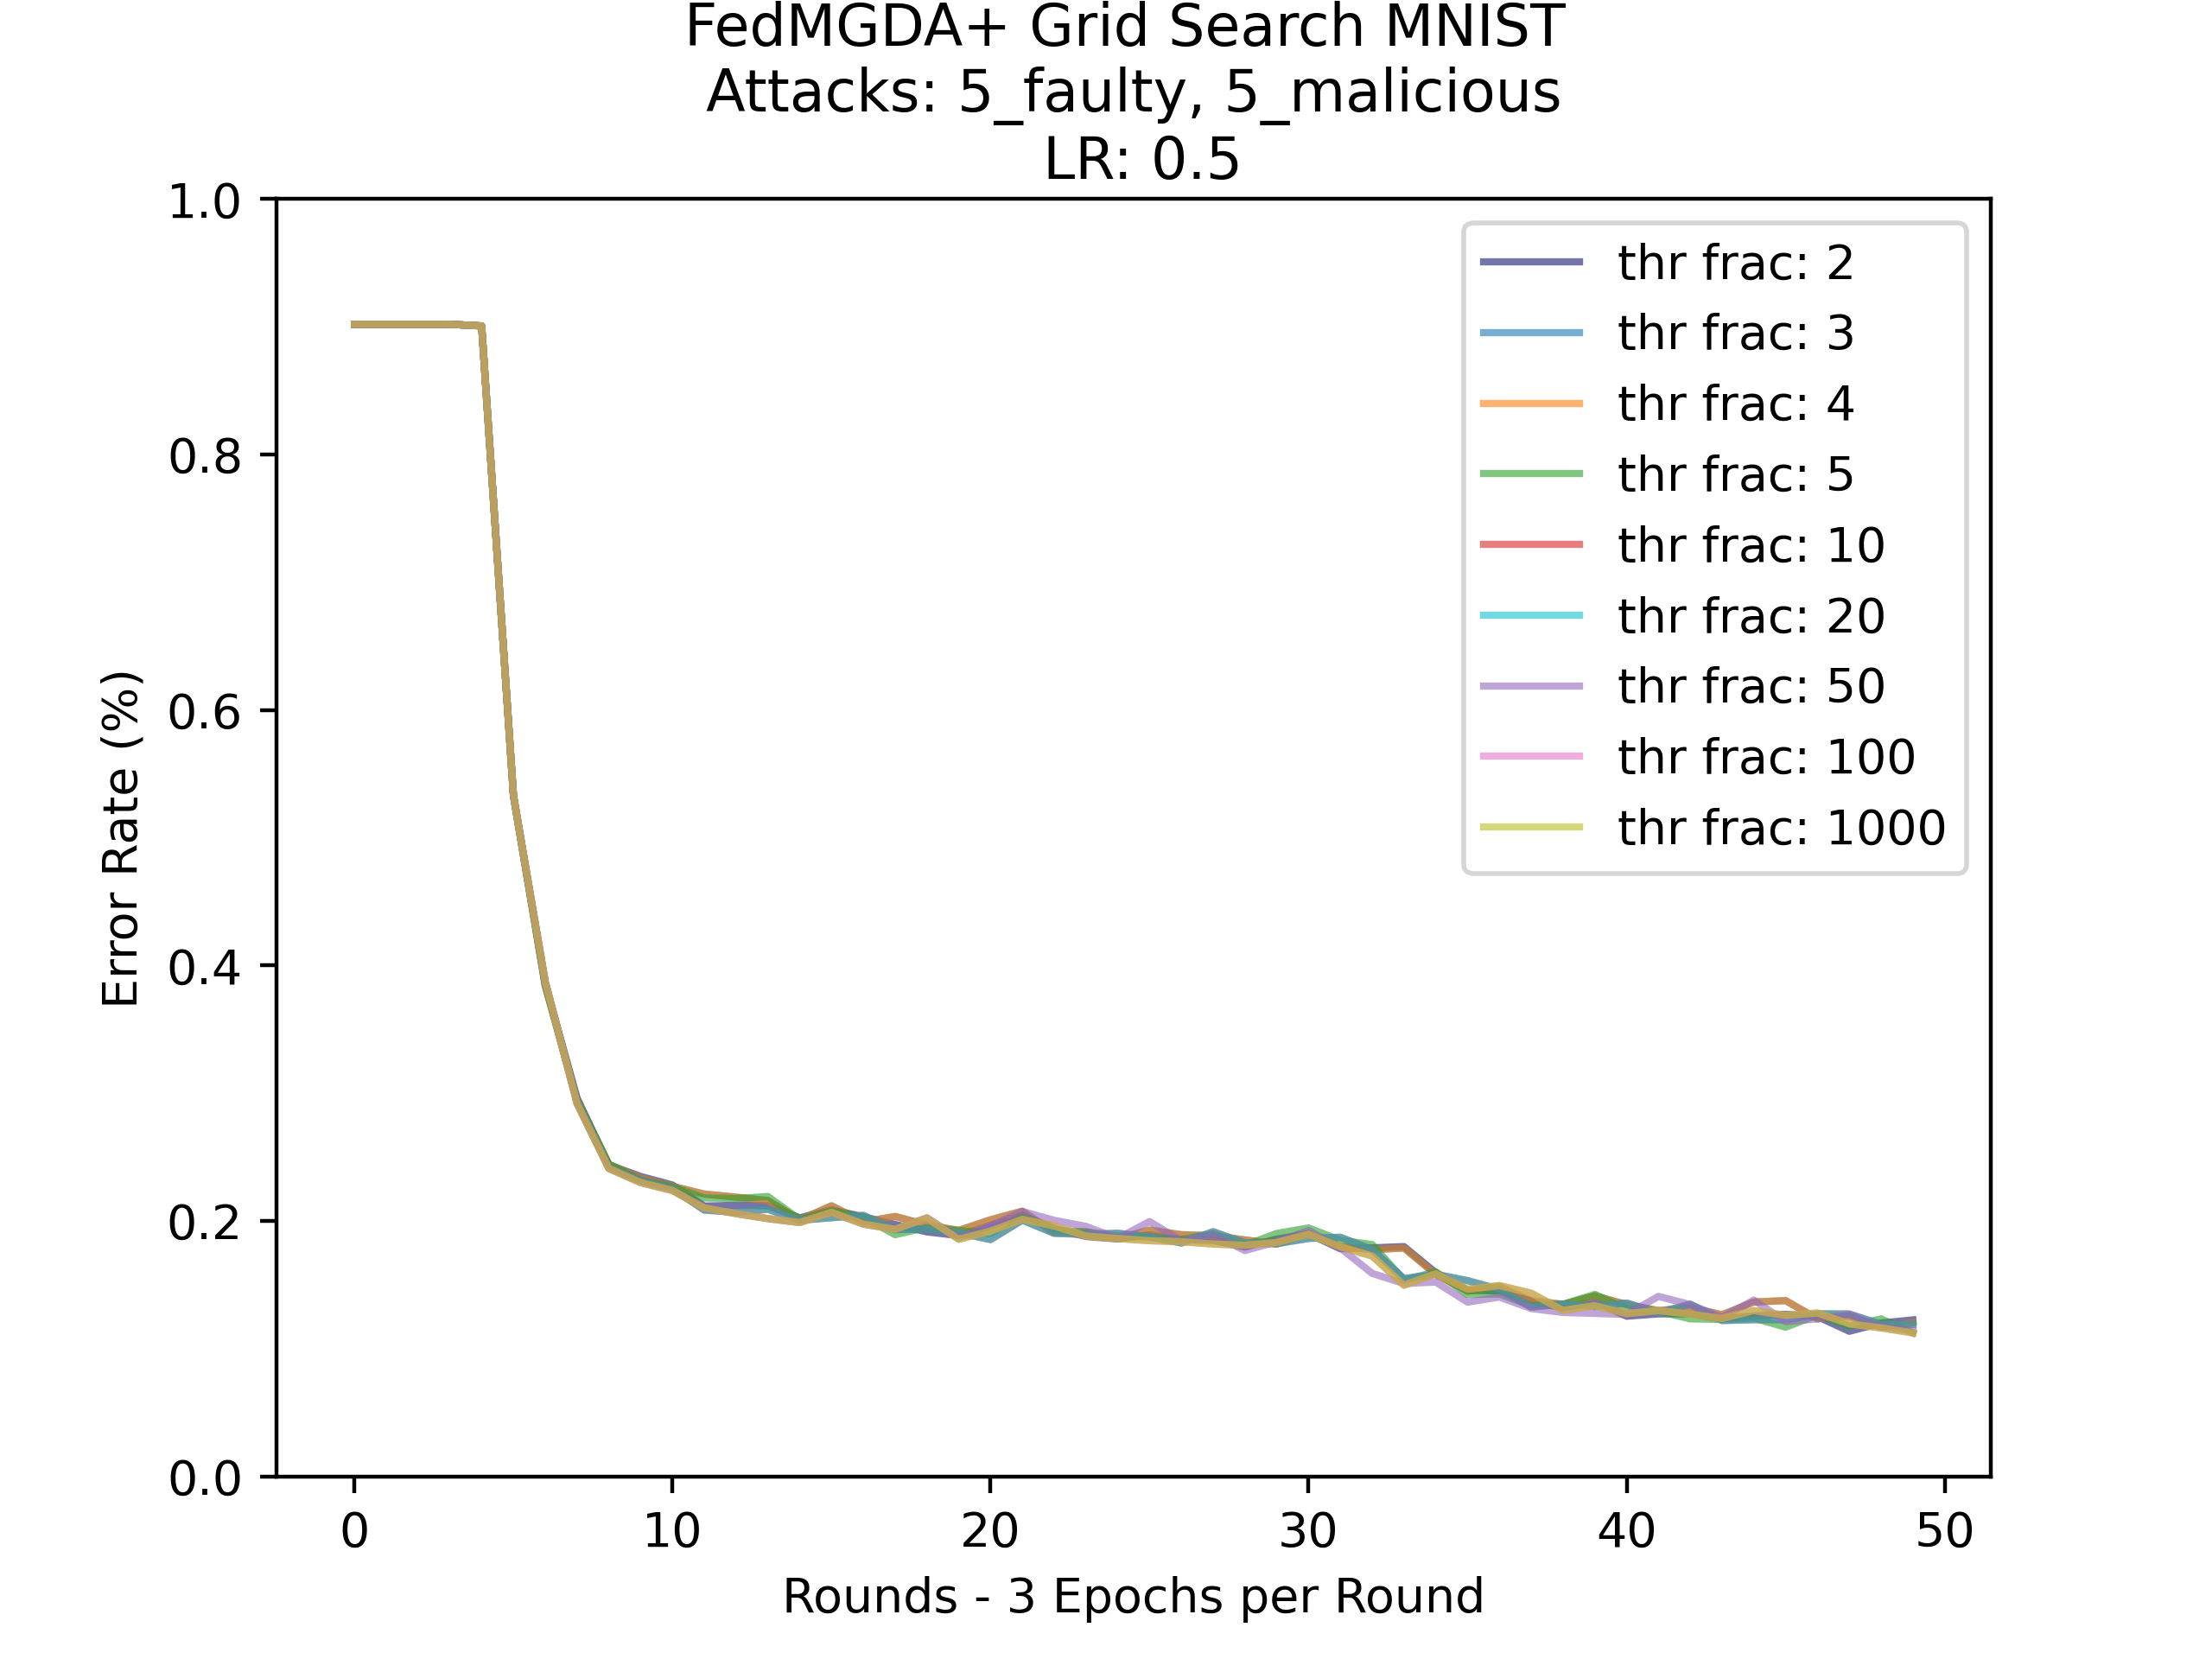 FedMGDA+ Grid Search MNIST
Attacks: 5_faulty, 5_malicious
LR: 0.5
1.0
0.8
0.6
0.4
0.2
0.0
Error Rate (%)
thr frac: 2
thr frac: 3
thr frac: 4
thr frac: 5
thr frac: 10
thr frac: 20
thr frac: 50
thr frac: 100
thr frac: 1000
0 10 20 30 40 50
Rounds - 3 Epochs per Round